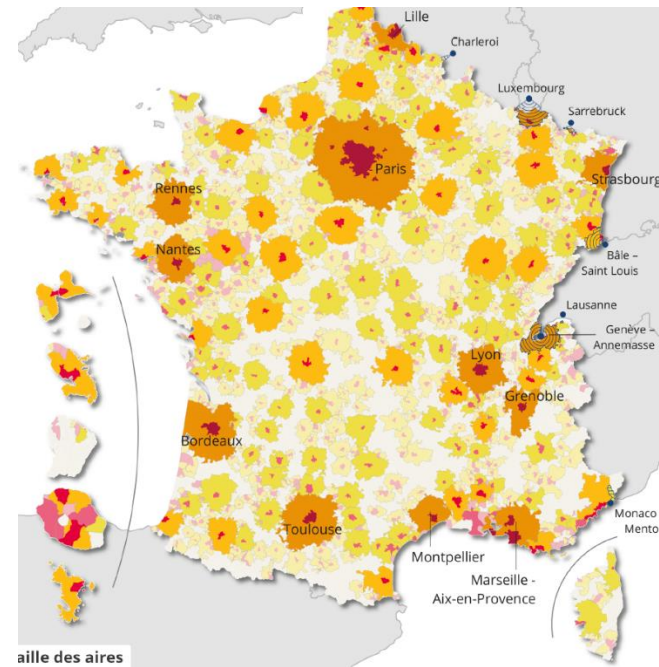 Lille
Charleroi
Luxembourg
Sarrebruck
Paris
Strasbourg
Rennes
Nantes
Bâle –
Saint Louis
Lausanne
Genève –
Annemasse
Lyon
Grenoble
Bordeaux
Toulouse
Montpellier
Marseille -
Aix-en-Provence
Monaco
Mento
aille des aires